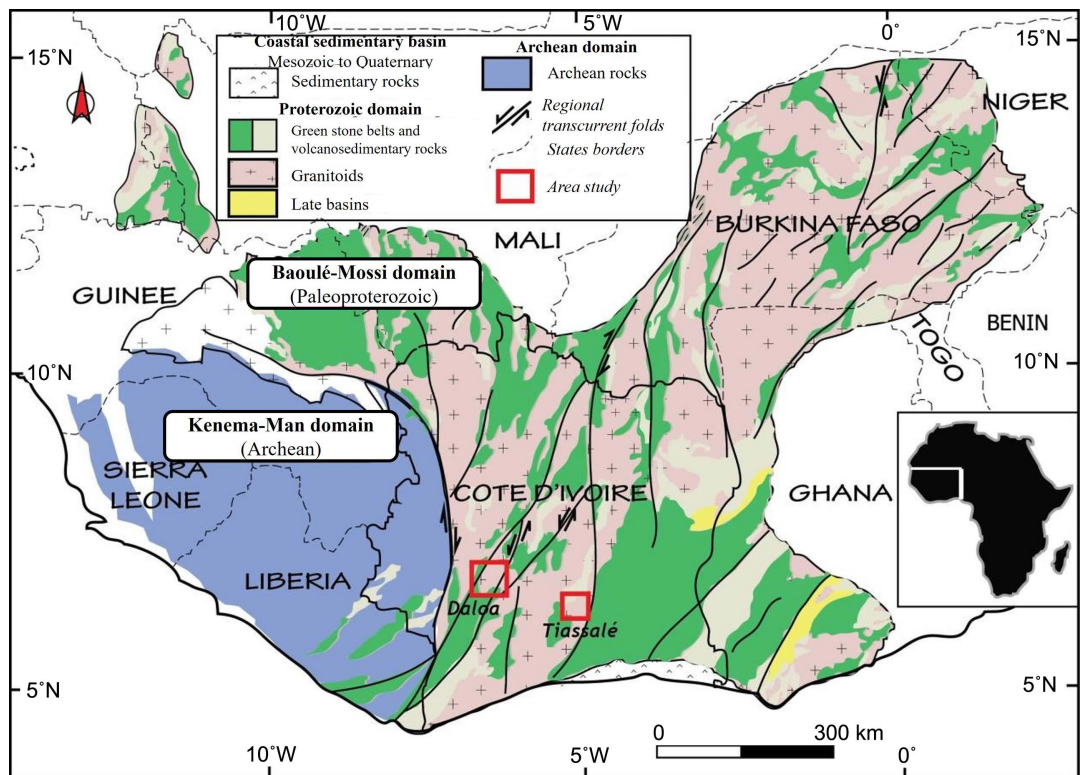 10°W
5°W
0°
15°N
15°N
Coastal sedimentary basin
Mesozoic to Quaternary
Sedimentary rocks
Proterozoic domain
Green stone belts and
volcanosedimentary rocks
Granitoids
Late basins
Archean domain
Archean rocks
Regional
transcurrent folds
States borders
Area study
NIGER
MALI
BURKINA FASO
Baoulé-Mossi domain
(Paleoproterozoic)
GUINEE
BENIN
TOGO
10°N
10°N
Kenema-Man domain
(Archean)
SIERRA
LEONE
COTE D'IVOIRE
GHANA
LIBERIA
Daloa
Tiassalé
5°N
5°N
0
300 km
10°W
5°W
0°